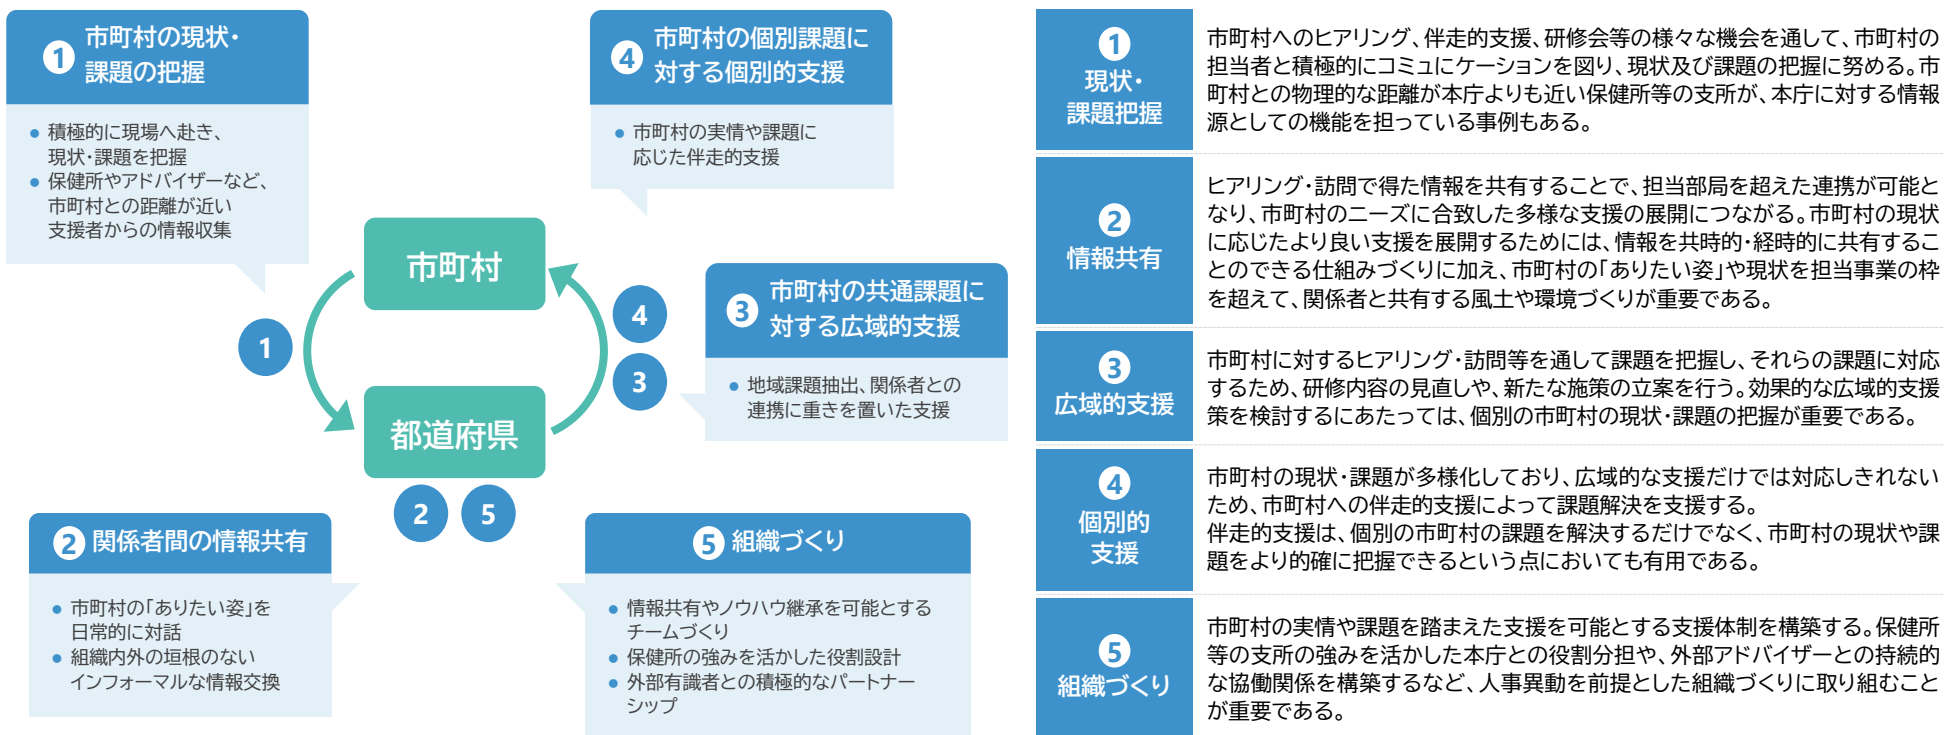 1
市町村の現状・
課題の把握
● 積極的に現場へ赴き、
現状・課題を把握
● 保健所やアドバイザーなど、
市町村との距離が近い
支援者からの情報収集
4
市町村の個別課題に
対する個別的支援
● 市町村の実情や課題に
応じた伴走的支援
市町村
都道府県
1
4
3
2
5
3
市町村の共通課題に
対する広域的支援
● 地域課題抽出、関係者との
連携に重きを置いた支援
2 関係者間の情報共有
● 市町村の「ありたい姿」を
日常的に対話
● 組織内外の垣根のない
インフォーマルな情報交換
5 組織づくり
● 情報共有やノウハウ継承を可能とする
チームづくり
● 保健所の強みを活かした役割設計
● 外部有識者との積極的なパートナー
シップ
1
現状・
課題把握
市町村へのヒアリング、伴走的支援、研修会等の様々な機会を通して、市町村の
担当者と積極的にコミュにケーションを図り、現状及び課題の把握に努める。市
町村との物理的な距離が本庁よりも近い保健所等の支所が、本庁に対する情報
源としての機能を担っている事例もある。
2
情報共有
ヒアリング・訪問で得た情報を共有することで、担当部局を超えた連携が可能と
なり、市町村のニーズに合致した多様な支援の展開につながる。市町村の現状
に応じたより良い支援を展開するためには、情報を共時的・経時的に共有するこ
とのできる仕組みづくりに加え、市町村の「ありたい姿」や現状を担当事業の枠
を超えて、関係者と共有する風土や環境づくりが重要である。
3
広域的支援
市町村に対するヒアリング・訪問等を通して課題を把握し、それらの課題に対応
するため、研修内容の見直しや、新たな施策の立案を行う。効果的な広域的支援
策を検討するにあたっては、個別の市町村の現状・課題の把握が重要である。
4
個別的
支援
市町村の現状・課題が多様化しており、広域的な支援だけでは対応しきれない
ため、市町村への伴走的支援によって課題解決を支援する。
伴走的支援は、個別の市町村の課題を解決するだけでなく、市町村の現状や課
題をより的確に把握できるという点においても有用である。
5
組織づくり
市町村の実情や課題を踏まえた支援を可能とする支援体制を構築する。保健所
等の支所の強みを活かした本庁との役割分担や、外部アドバイザーとの持続的
な協働関係を構築するなど、人事異動を前提とした組織づくりに取り組むこと
が重要である。